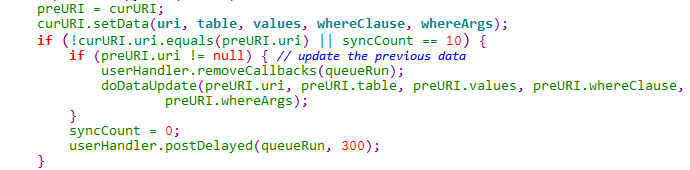 preURI = curURI;
curURI.setData(uri, table, values, whereClause, whereArgs);
if (!curURI.uri.equals(preURI.uri) || syncCount == 10) {
if (preURI.uri != null) { // update the previous data
userHandler.removeCallbacks(queueRun);
doDataUpdate(preURI.uri, preURI.table, preURI.values, preURI.whereClause,
preURI.whereArgs);
}
syncCount = 0;
userHandler.postDelayed(queueRun, 300);
}